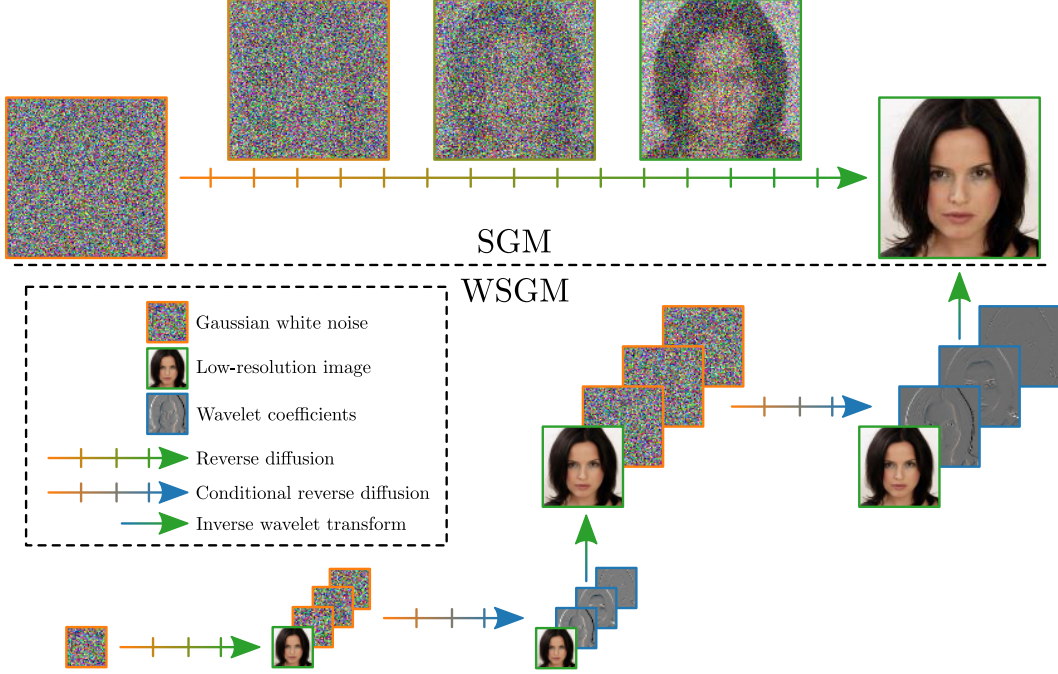 SGM
WSGM
Gaussian white noise
Low-resolution image
Wavelet coefficients
Reverse diffusion
Conditional reverse diffusion
Inverse wavelet transform